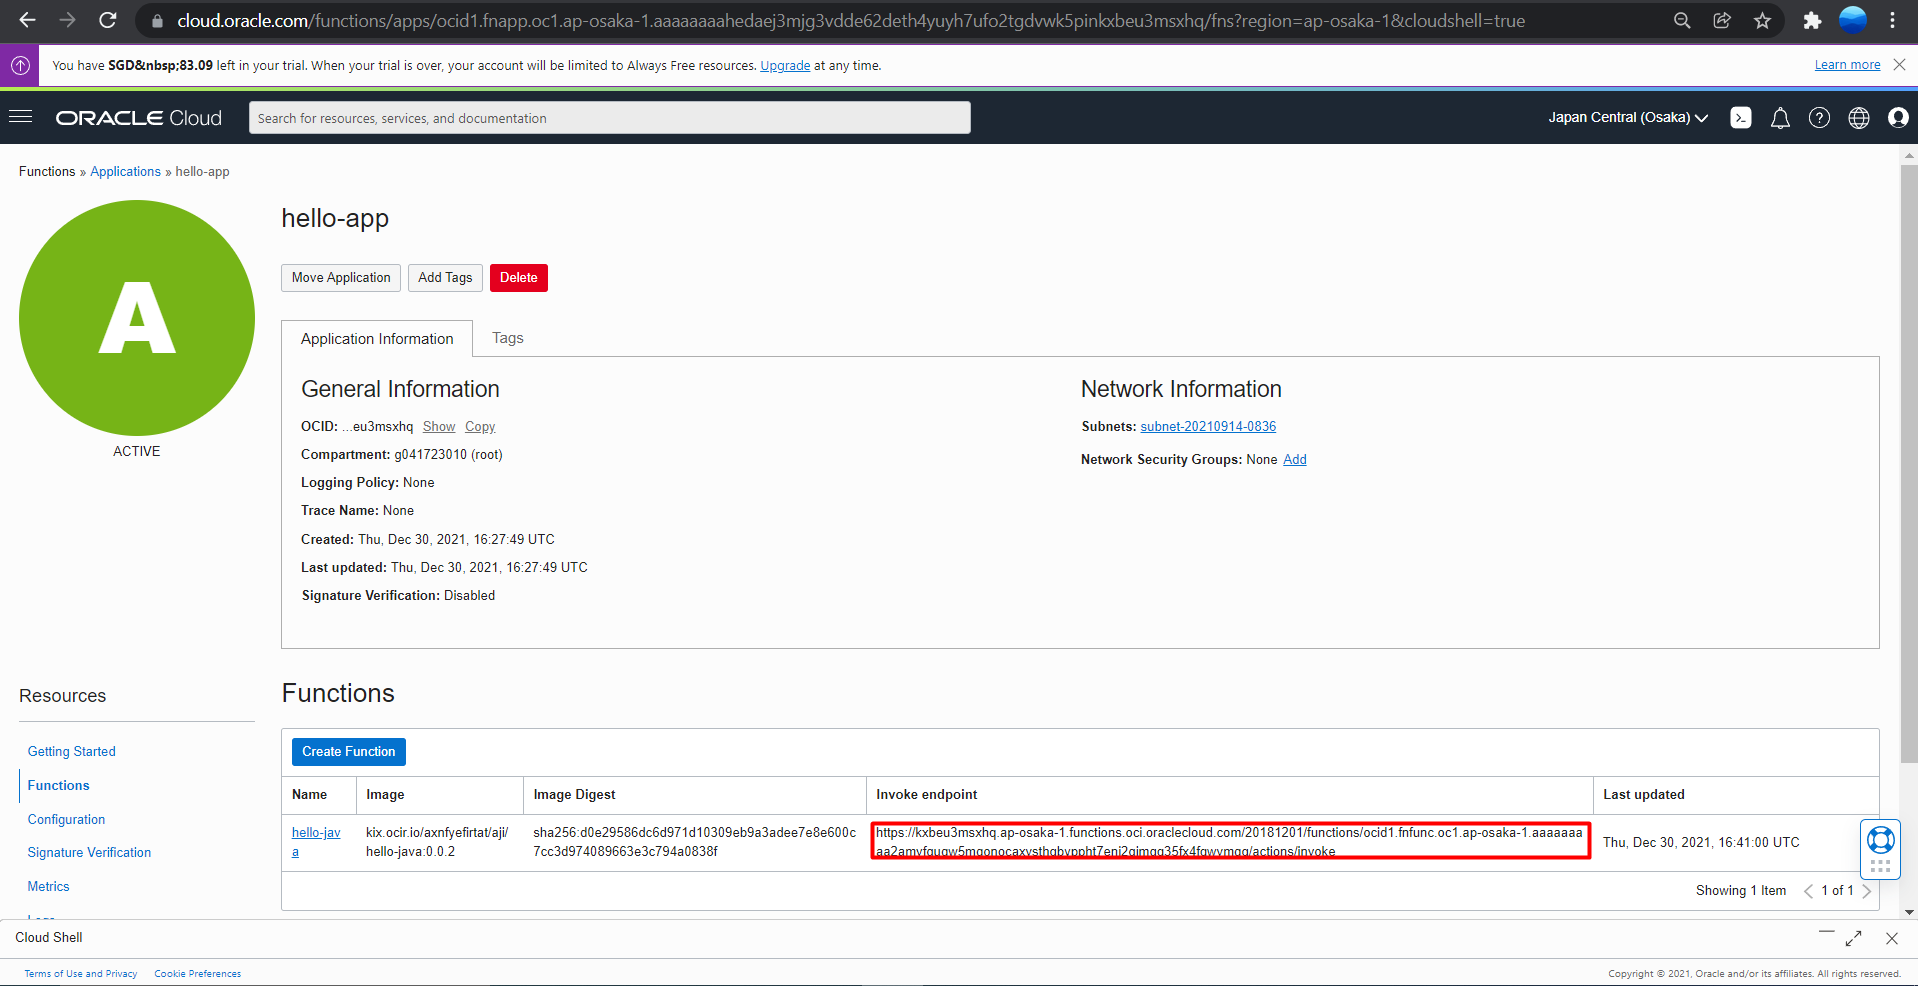 cloud.oracle.com/functions/apps/ocid1.fnapp.oc1.ap-osaka-1.aaaaaaaahedaej3mjg3vdde62deth4yuyh7ufo2tgdvwk5pinkxbeu3msxhq/fns?region=ap-osaka-1&cloudshell=true
You have SGD&nbsp;83.09 left in your trial. When your trial is over, your account will be limited to Always Free resources. Upgrade at any time.
Learn more
ORACLE Cloud
Search for resources, services, and documentation
Japan Central (Osaka)
Functions » Applications » hello-app
A
ACTIVE
hello-app
Move Application
Add Tags
Delete
Application Information
Tags
General Information
OCID: ...eu3msxhq Show Copy
Compartment: g041723010 (root)
Logging Policy: None
Trace Name: None
Created: Thu, Dec 30, 2021, 16:27:49 UTC
Last updated: Thu, Dec 30, 2021, 16:27:49 UTC
Signature Verification: Disabled
Network Information
Subnets: subnet-20210914-0836
Network Security Groups: None Add
Resources
Getting Started
Functions
Configuration
Signature Verification
Metrics
Functions
Create Function
Name
Image
Image Digest
Invoke endpoint
Last updated
hello-jav
a
kix.ocir.io/axnfyefirtat/aji/
hello-java:0.0.2
sha256:d0e29586dc6d971d10309eb9a3adee7e8e600c
7cc3d974089663e3c794a0838f
https://kxbeu3msxhq.ap-osaka-1.functions.oci.oraclecloud.com/20181201/functions/ocid1.fnfunc.oc1.ap-osaka-1.aaaaaaa
Thu, Dec 30, 2021, 16:41:00 UTC
Showing 1 Item
1 of 1
Cloud Shell
Terms of Use and Privacy
Cookie Preferences
Copyright © 2021, Oracle and/or its affiliates. All rights reserved.